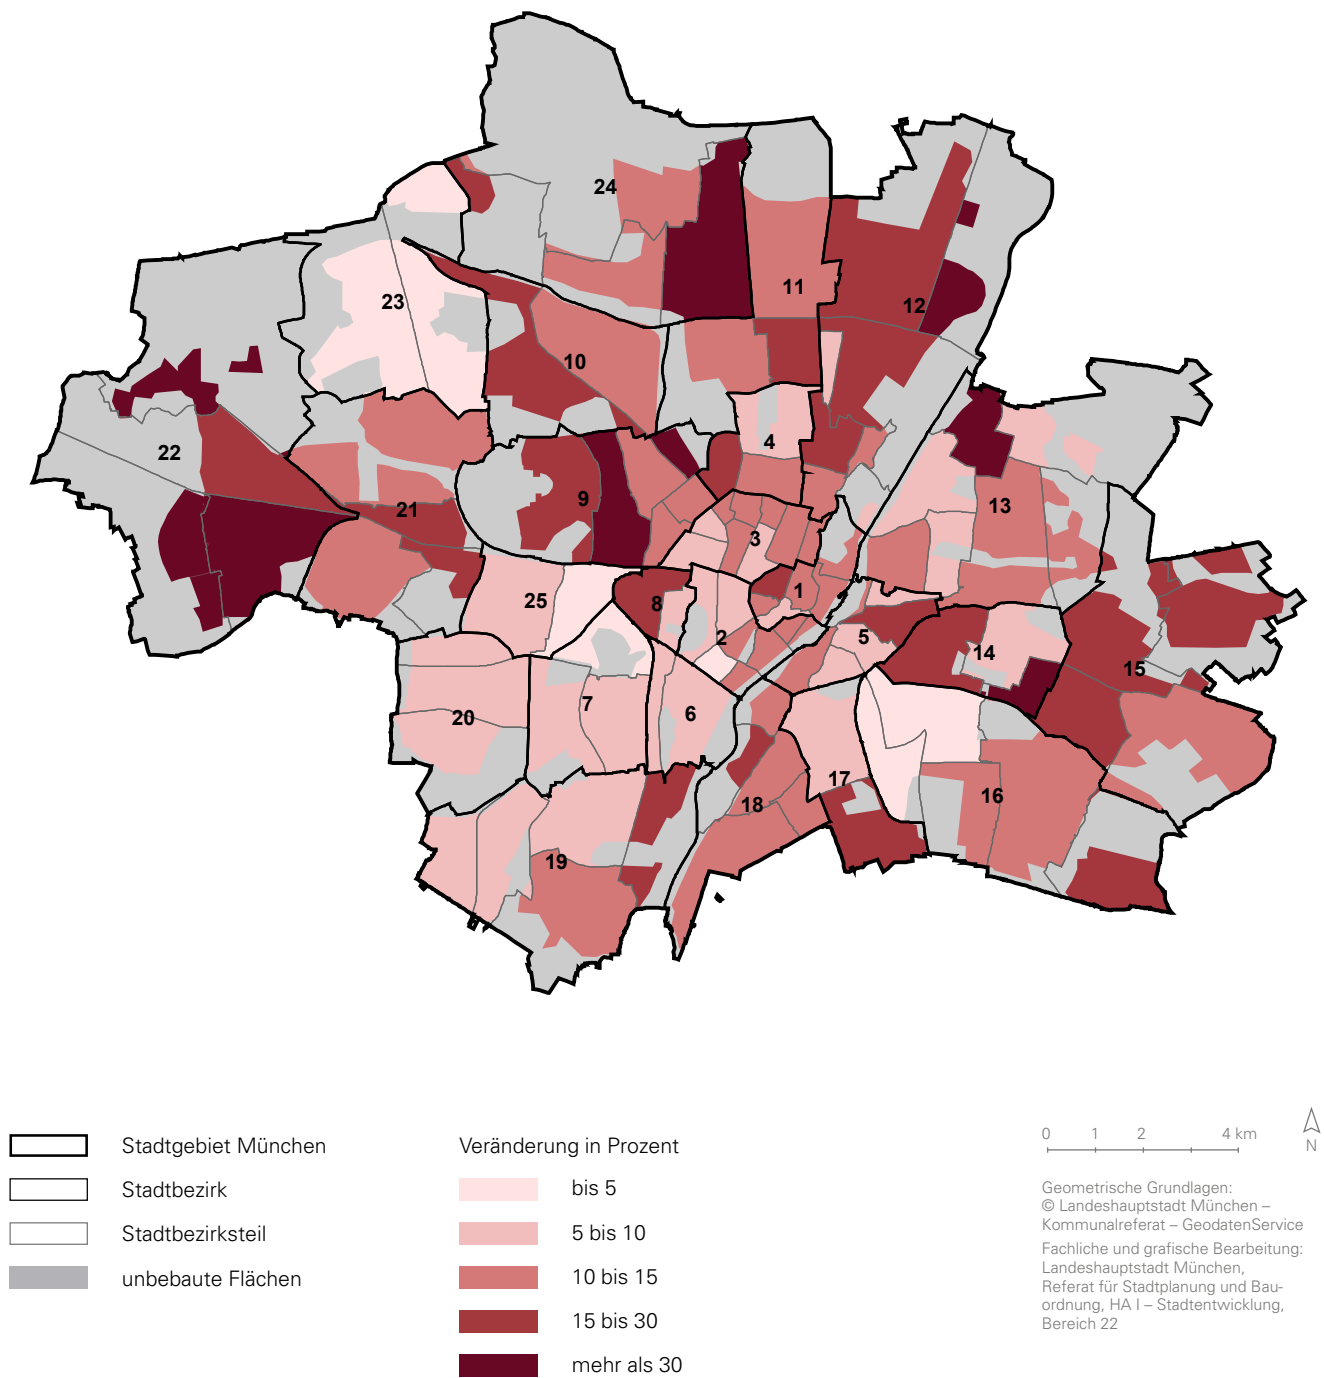 24
11
12
23
10
4
22
9
21
13
3
1
25
8
2
5
14
15
7
6
20
17
16
18
19
Stadtgebiet München
Stadtbezirk
Stadtbezirksteil
unbebaute Flächen
Veränderung in Prozent
bis 5
5 bis 10
10 bis 15
15 bis 30
mehr als 30
0 1 2 4 km
N
Geometrische Grundlagen:
© Landeshauptstadt München –
Kommunalreferat – GeodatenService
Fachliche und grafische Bearbeitung:
Landeshauptstadt München,
Referat für Stadtplanung und Bau-
ordnung, HA I – Stadtentwicklung,
Bereich 22